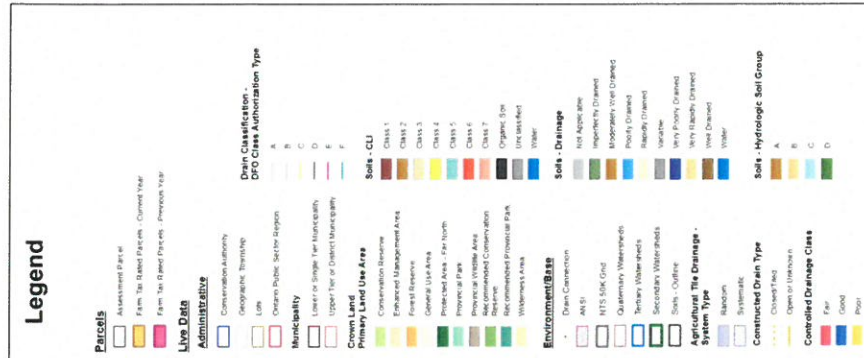 Legend
Parcels
Assessment Parcel
Farm Tax Rated Parcels - Current Year
Farm Tax Rated Parcels - Previous Year
Live Data
Administrative
Conservation Authority
Geographic Township
Lots
Ontario Public Sector Region
Municipality
Lower or Single Tier Municipality
Upper Tier or District Municipality
Crown Land
Primary Land Use Area
Conservation Reserve
Enhanced Management Area
Forest Reserve
General Use Area
Protected Area - Far North
Provincial Park
Provincial Wildlife Area
Recommended Conservation
Reserve
Recommended Provincial Park
Wilderness Area
Environment/Base
- Drain Connection
ANSI
NTS 50K Grid
Quaternary Watersheds
Tertiary Watersheds
Secondary Watersheds
Soils - Outline
Agricultural Tile Drainage -
System Type
Random
Systematic
Constructed Drain Type
Closed/Tiled
Open or Unknown
Controlled Drainage Class
Fair
Good
Poor
Drain Classification -
DFO Class Authorization Type
A
B
C
D
E
F
Soils - CLI
Class 1
Class 2
Class 3
Class 4
Class 5
Class 6
Class 7
Organic Soil
Unclassified
Water
Soils - Drainage
Not Applicable
Imperfectly Drained
Moderately Well Drained
Poorly Drained
Rapidly Drained
Variable
Very Poorly Drained
Very Rapidly Drained
Well Drained
Water
Soils - Hydrologic Soil Group
A
B
C
D